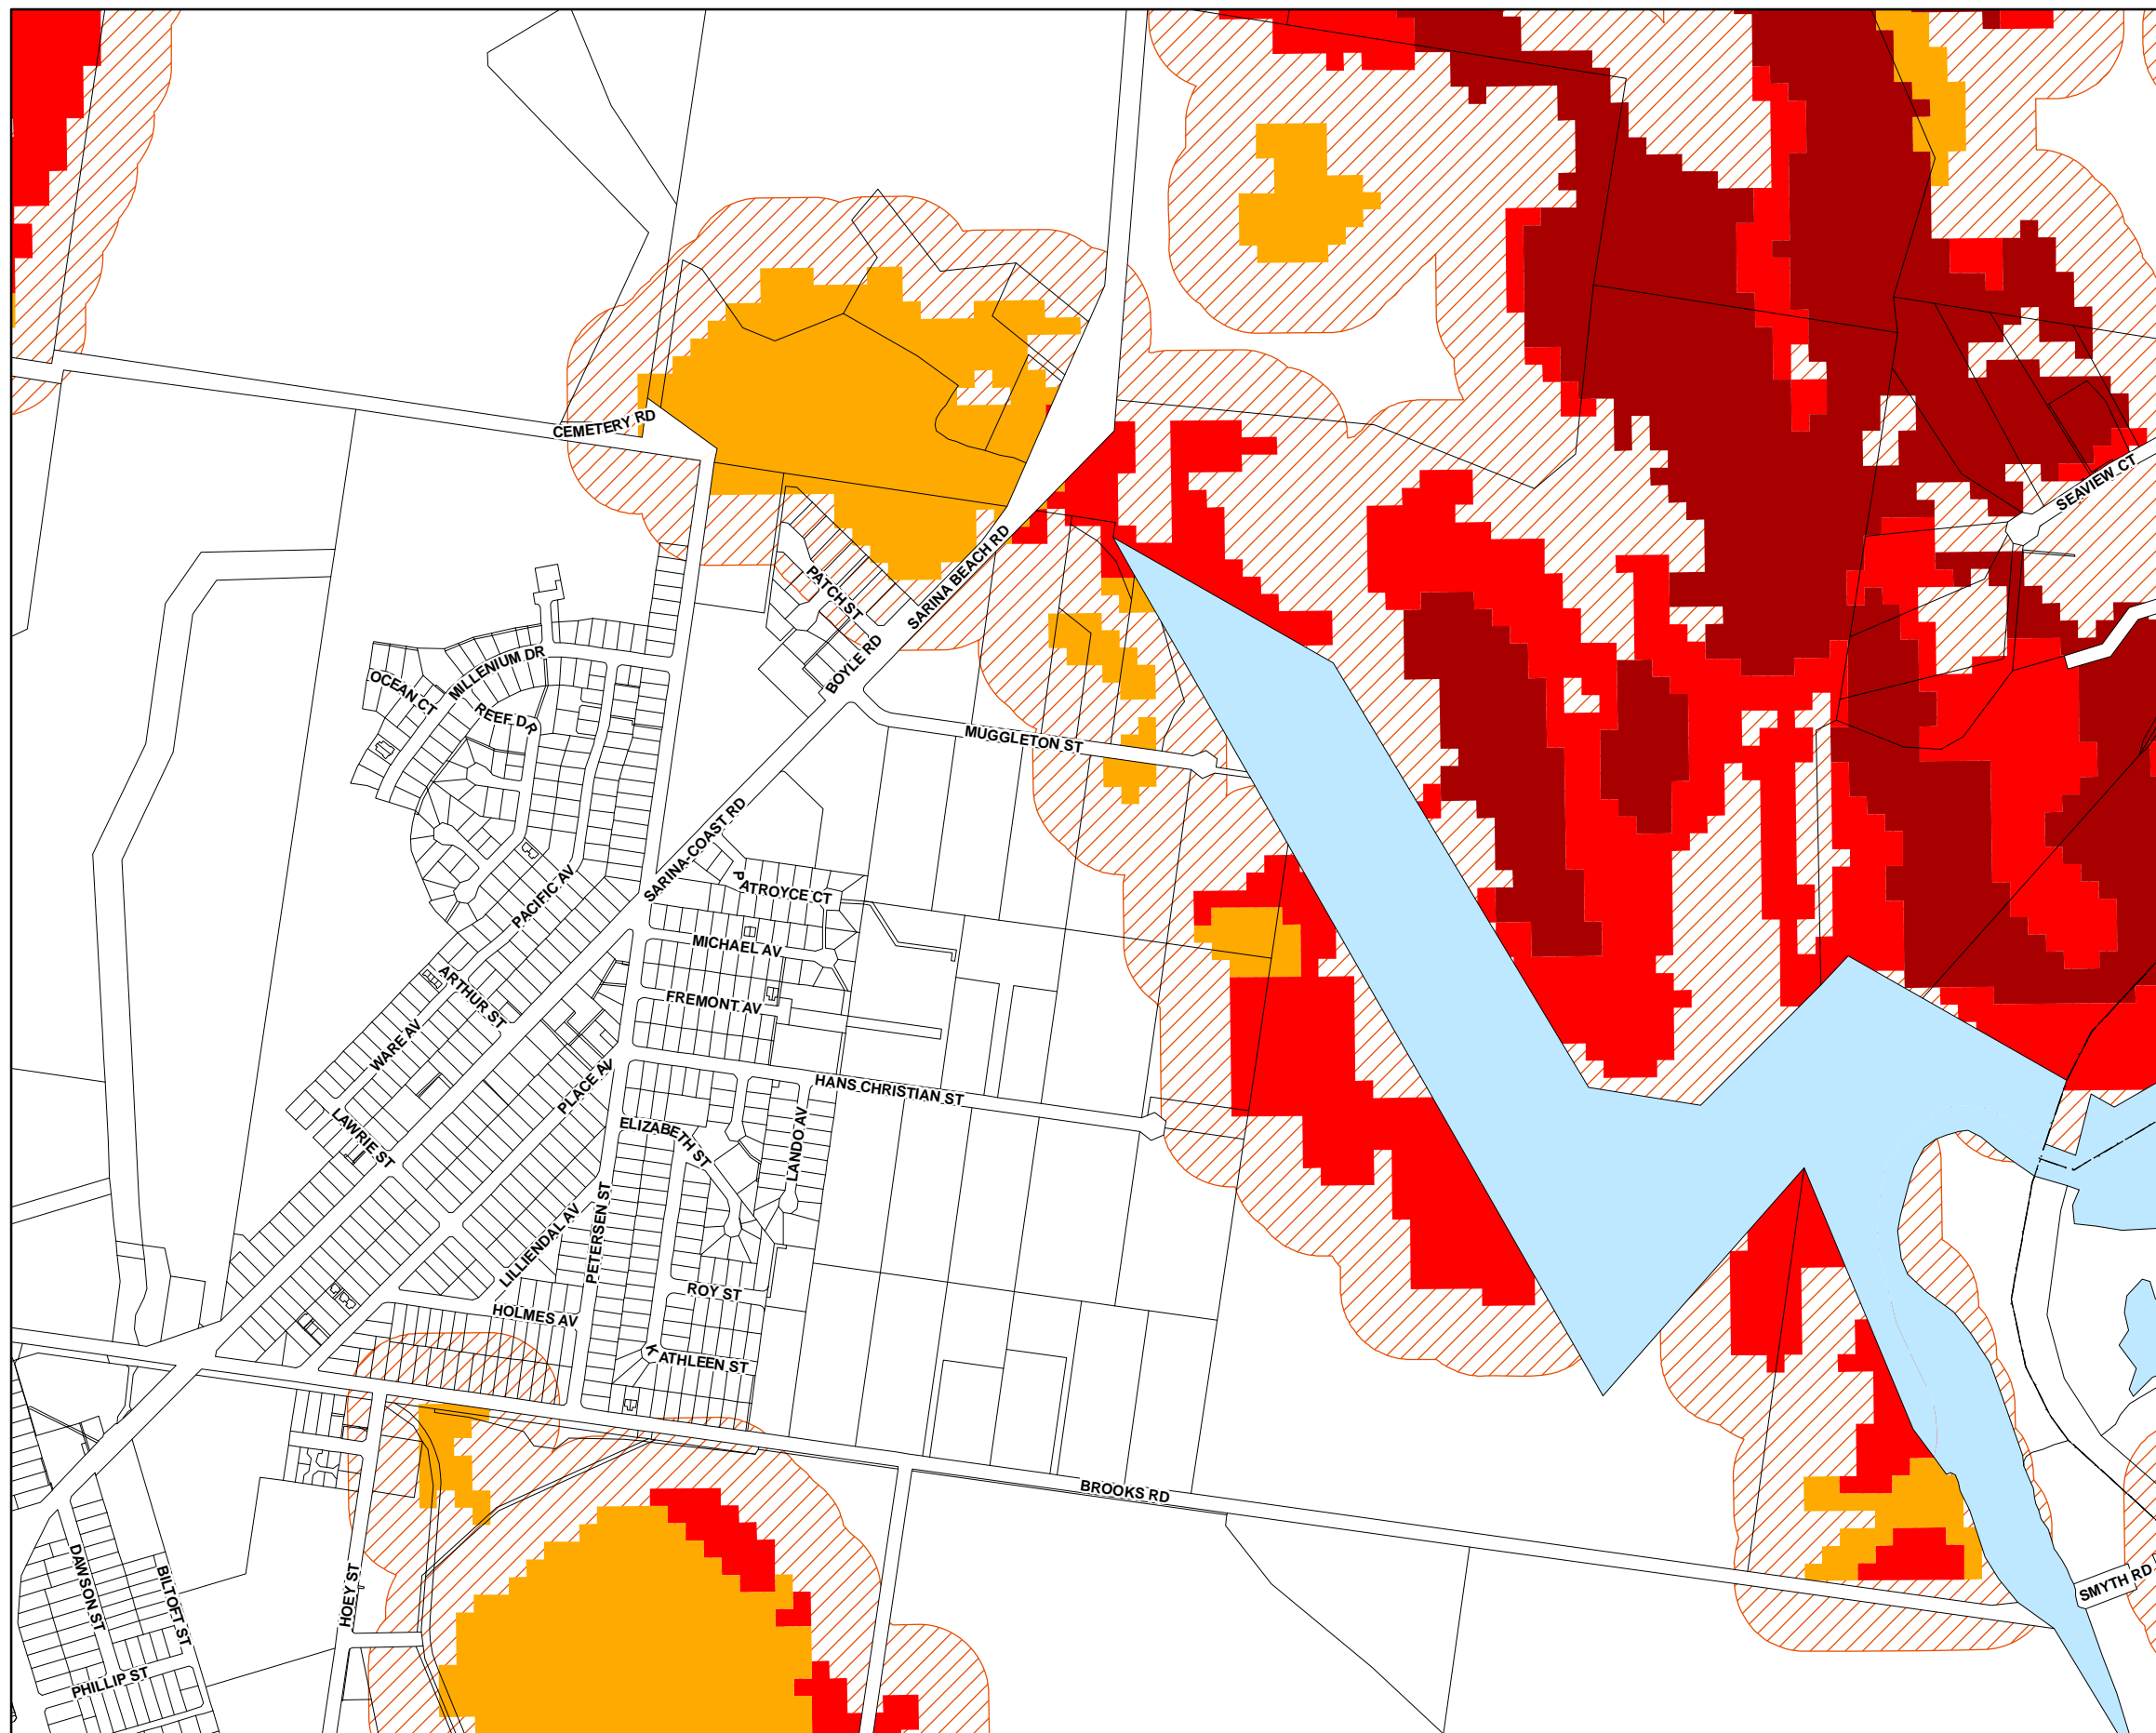 CEMETERY RD
SEAVIEW CT
PATCH ST
SARINA BEACH RD
BOYLE RD
MILLENIUM DR
OCEAN CT
REEF DR
MUGGLETON ST
SARINA-COAST RD
PATROYCE CT
PACIFIC AV
MICHAEL AV
ARTHUR ST
FREMONT AV
WARE AV
PLACE AV
HANS CHRISTIAN ST
LAWRIE ST
ELIZABETH ST
LANDO AV
LILLIENDAL AV
PETERSEN ST
ROY ST
HOLMES AV
KATHLEEN ST
BROOKS RD
DAWSON ST
BILTOFT ST
HOEY ST
SMYTH RD
PHILLIP ST